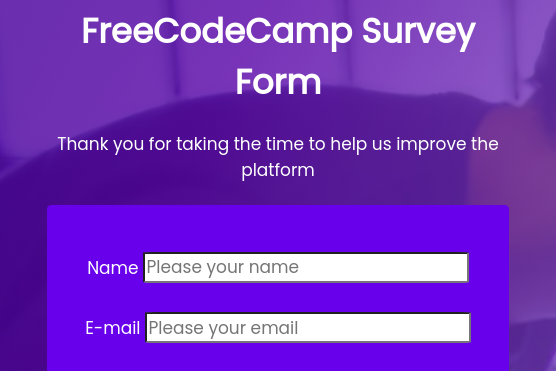 FreeCodeCamp Survey
Form
Thank you for taking the time to help us improve the
platform
Name Please your name
E-mail Please your email